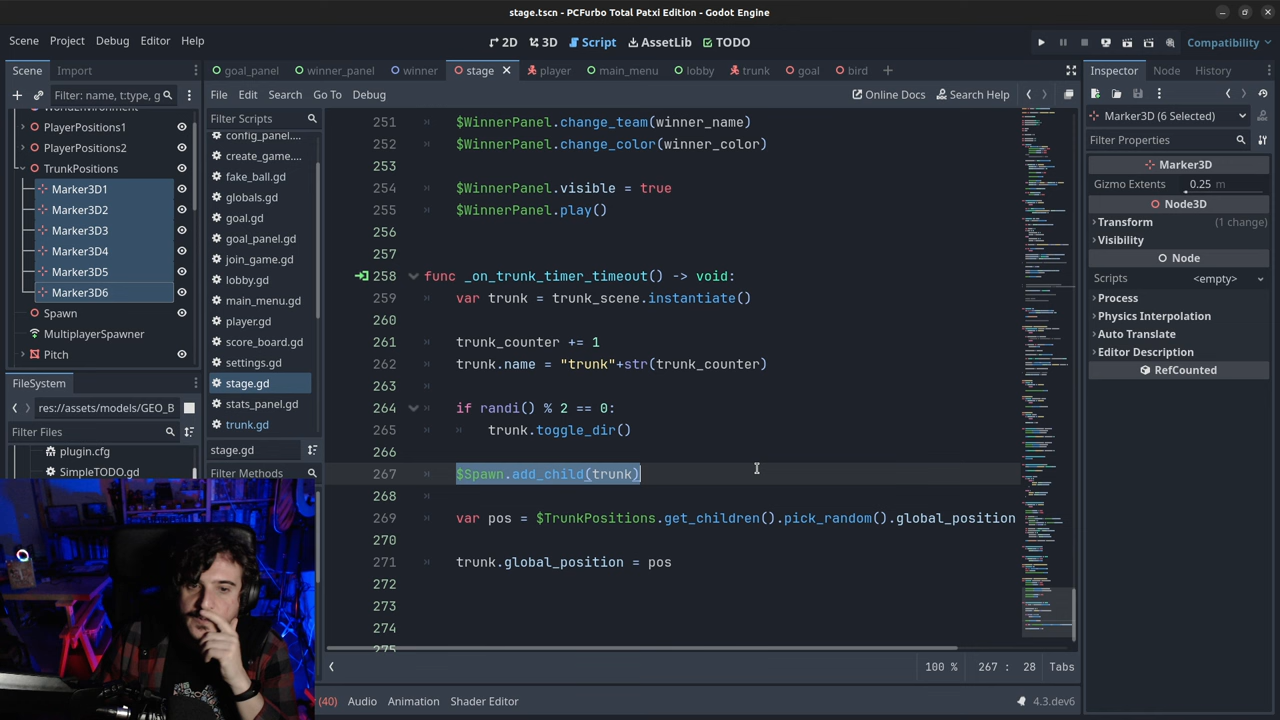 stage.tscn - PCFurbo Total Patxi Edition - Godot Engine
Scene Project Debug Editor Help
2D 3D Script AssetLib TODO
Compatibility
Scene Import
goal_panel winner_panel winner stage player main_menu lobby trunk goal bird
Inspector Node History
Filter: name, t:type, g
File Edit Search Go To Debug
Online Docs Search Help
PlayerPositions1
PlayerPositions2
TrunkPositions
Marker3D1
Marker3D2
Marker3D3
Marker3D4
Marker3D5
Marker3D6
Spawn
MultiplayerSpawner
Pitch
FileSystem
res://assets/models/GEO_B
Filter Files
plugin.cfg
SimpleTODO.gd
Filter Scripts
create_game....
fake_ball.gd
global.gd
goal.gd
goal_panel.gd
join_game.gd
lobby.gd
main_menu.gd
player.gd
scoreboard.gd
server.gd
stage.gd
stats_panel.gd
trunk.gd
stage.gd
Filter Methods
251 $WinnerPanel.change_team(winner_name)
252 $WinnerPanel.change_color(winner_color)
253
254 $WinnerPanel.visible = true
255 $WinnerPanel.play()
256
257
258 func _on_trunk_timer_timeout() -> void:
259 var trunk = trunk_scene.instantiate()
260
261 trunk_counter += 1
262 trunk.name = "trunk"+str(trunk_counter)
263
264 if randi() % 2 == 0:
265 trunk.toggle_dir()
266
267 $Spawn.add_child(trunk)
268
269 var pos = $TrunkPositions.get_children().pick_random().global_position
270
271 trunk.global_position = pos
272
273
274
275
100 % 267 : 28 Tabs
(40) Audio Animation Shader Editor
4.3.dev6
Marker3D (6 Selected)
Filter Properties
Marker3D
Gizmo Extents
Node3D
Transform (1 change)
Visibility
Node
Scripts <empty>
Process
Physics Interpolati
Auto Translate
Editor Description
RefCounted